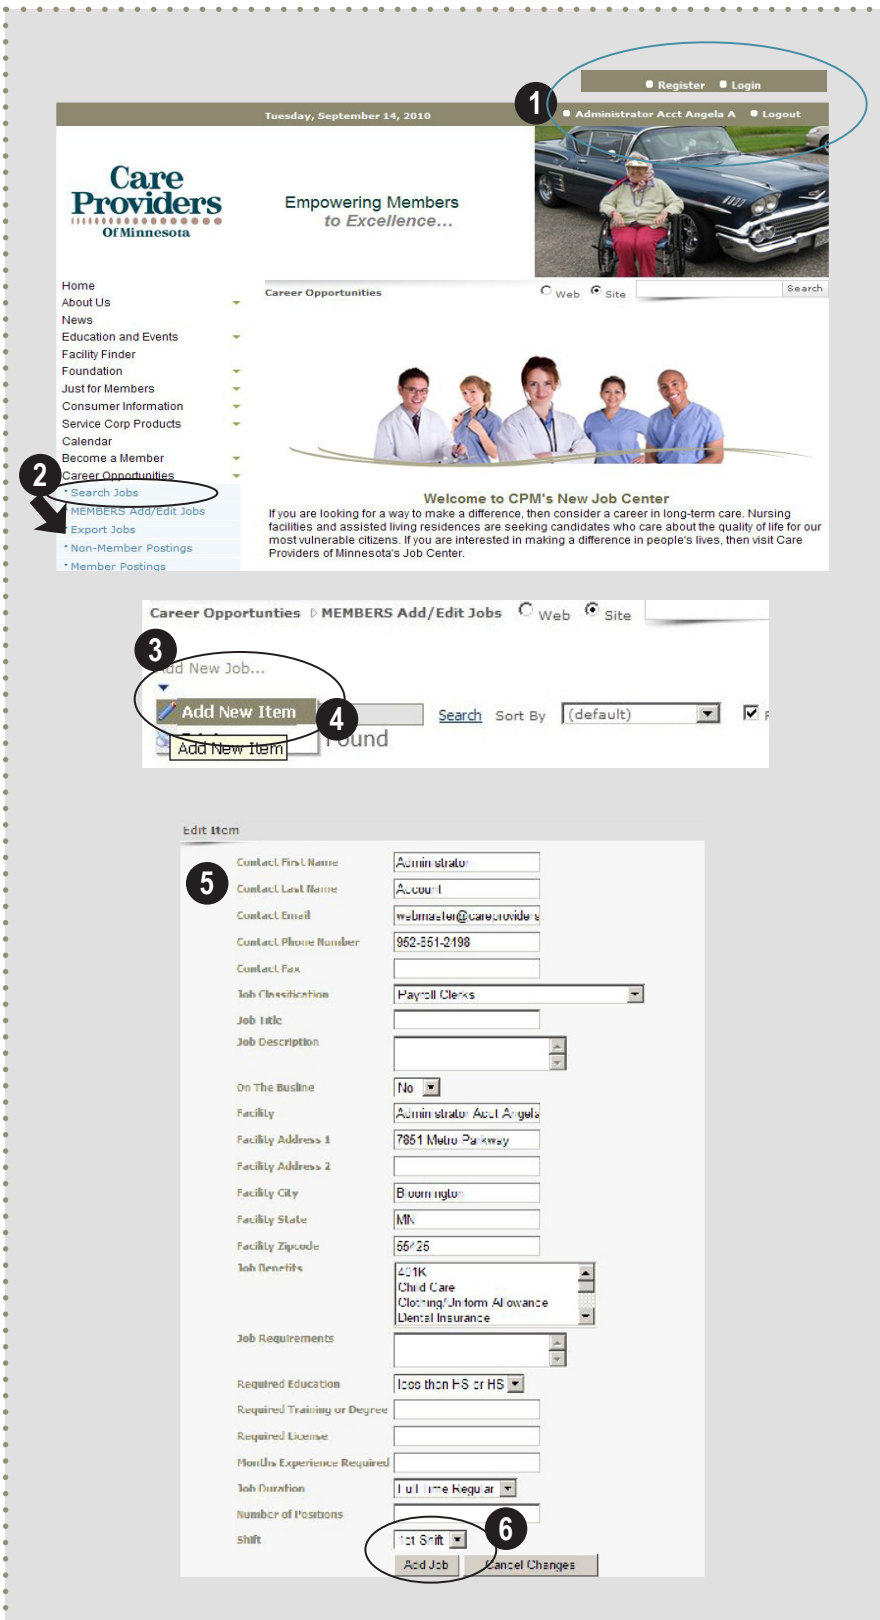 Register Login
1
Tuesday, September 14, 2010 Administrator Acct Angela A Logout
Care
Providers
Of Minnesota
Empowering Members
to Excellence...
Home
About Us
News
Education and Events
Facility Finder
Foundation
Just for Members
Consumer Information
Service Corp Products
Calendar
Become a Member
Career Opportunities
2
Search Jobs
MEMBERS Add/Edit Jobs
Export Jobs
Non-Member Postings
Member Postings
Career Opportunities Web Site Search
Welcome to CPM's New Job Center
If you are looking for a way to make a difference, then consider a career in long-term care. Nursing
facilities and assisted living residences are seeking candidates who care about the quality of life for our
most vulnerable citizens. If you are interested in making a difference in people's lives, then visit Care
Providers of Minnesota's Job Center.
Career Opportunties MEMBERS Add/Edit Jobs Web Site
3
Add New Job...
Add New Item
4
Search Sort By (default)
Add New Item
Found
Edit Item
5
Contact First Name Administrator
Contact Last Name Account
Contact Email webmaster@careproviders
Contact Phone Number 952-851-2498
Contact Fax
Job Classification Payroll Clerks
Job Title
Job Description
On The Busline No
Facility Administrator Acct Angela
Facility Address 1 7851 Metro Parkway
Facility Address 2
Facility City Bloomington
Facility State MN
Facility Zipcode 55425
Job Benefits 401K
Child Care
Clothing/Uniform Allowance
Dental Insurance
Job Requirements
Required Education less than HS or HS
Required Training or Degree
Required License
Months Experience Required
Job Duration Full Time Regular
Number of Positions
Shift 1st Shift
6
Add Job Cancel Changes